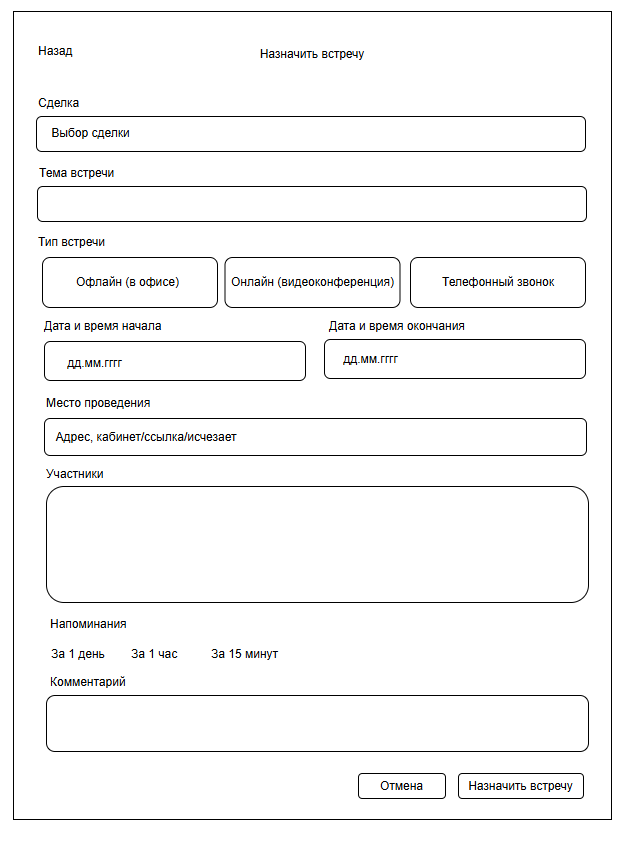 Назад
Назначить встречу
Сделка
Выбор сделки
Тема встречи
Тип встречи
Офлайн (в офисе)
Онлайн (видеоконференция)
Телефонный звонок
Дата и время начала
Дата и время окончания
дд.мм.гггг
дд.мм.гггг
Место проведения
Адрес, кабинет/ссылка/исчезает
Участники
Напоминания
За 1 день
За 1 час
За 15 минут
Комментарий
Отмена
Назначить встречу